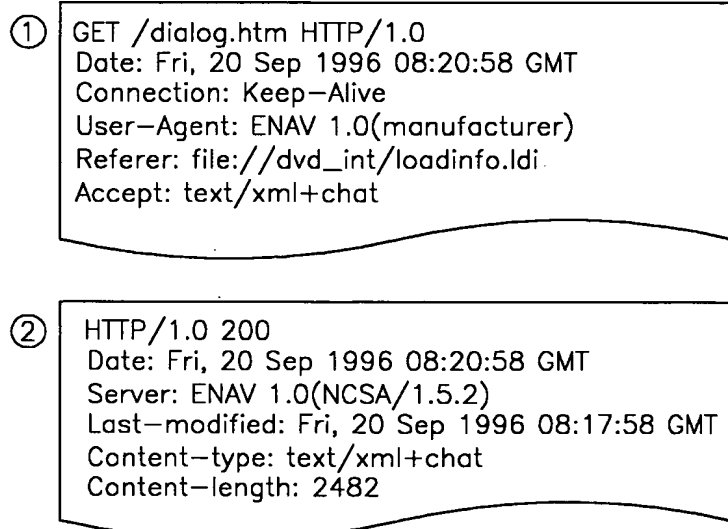 ① GET /dialog.htm HTTP/1.0
Date: Fri, 20 Sep 1996 08:20:58 GMT
Connection: Keep-Alive
User-Agent: ENAV 1.0(manufacturer)
Referer: file://dvd_int/loadinfo.ldi
Accept: text/xml+chat
② HTTP/1.0 200
Date: Fri, 20 Sep 1996 08:20:58 GMT
Server: ENAV 1.0(NCSA/1.5.2)
Last-modified: Fri, 20 Sep 1996 08:17:58 GMT
Content-type: text/xml+chat
Content-length: 2482